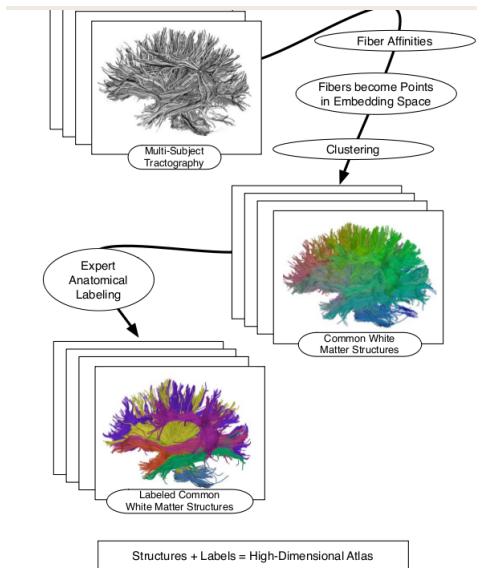 Fiber Affinities
Fibers become Points
in Embedding Space
Multi-Subject
Tractography
Clustering
Expert
Anatomical
Labeling
Common White
Matter Structures
Labeled Common
White Matter Structures
Structures + Labels = High-Dimensional Atlas